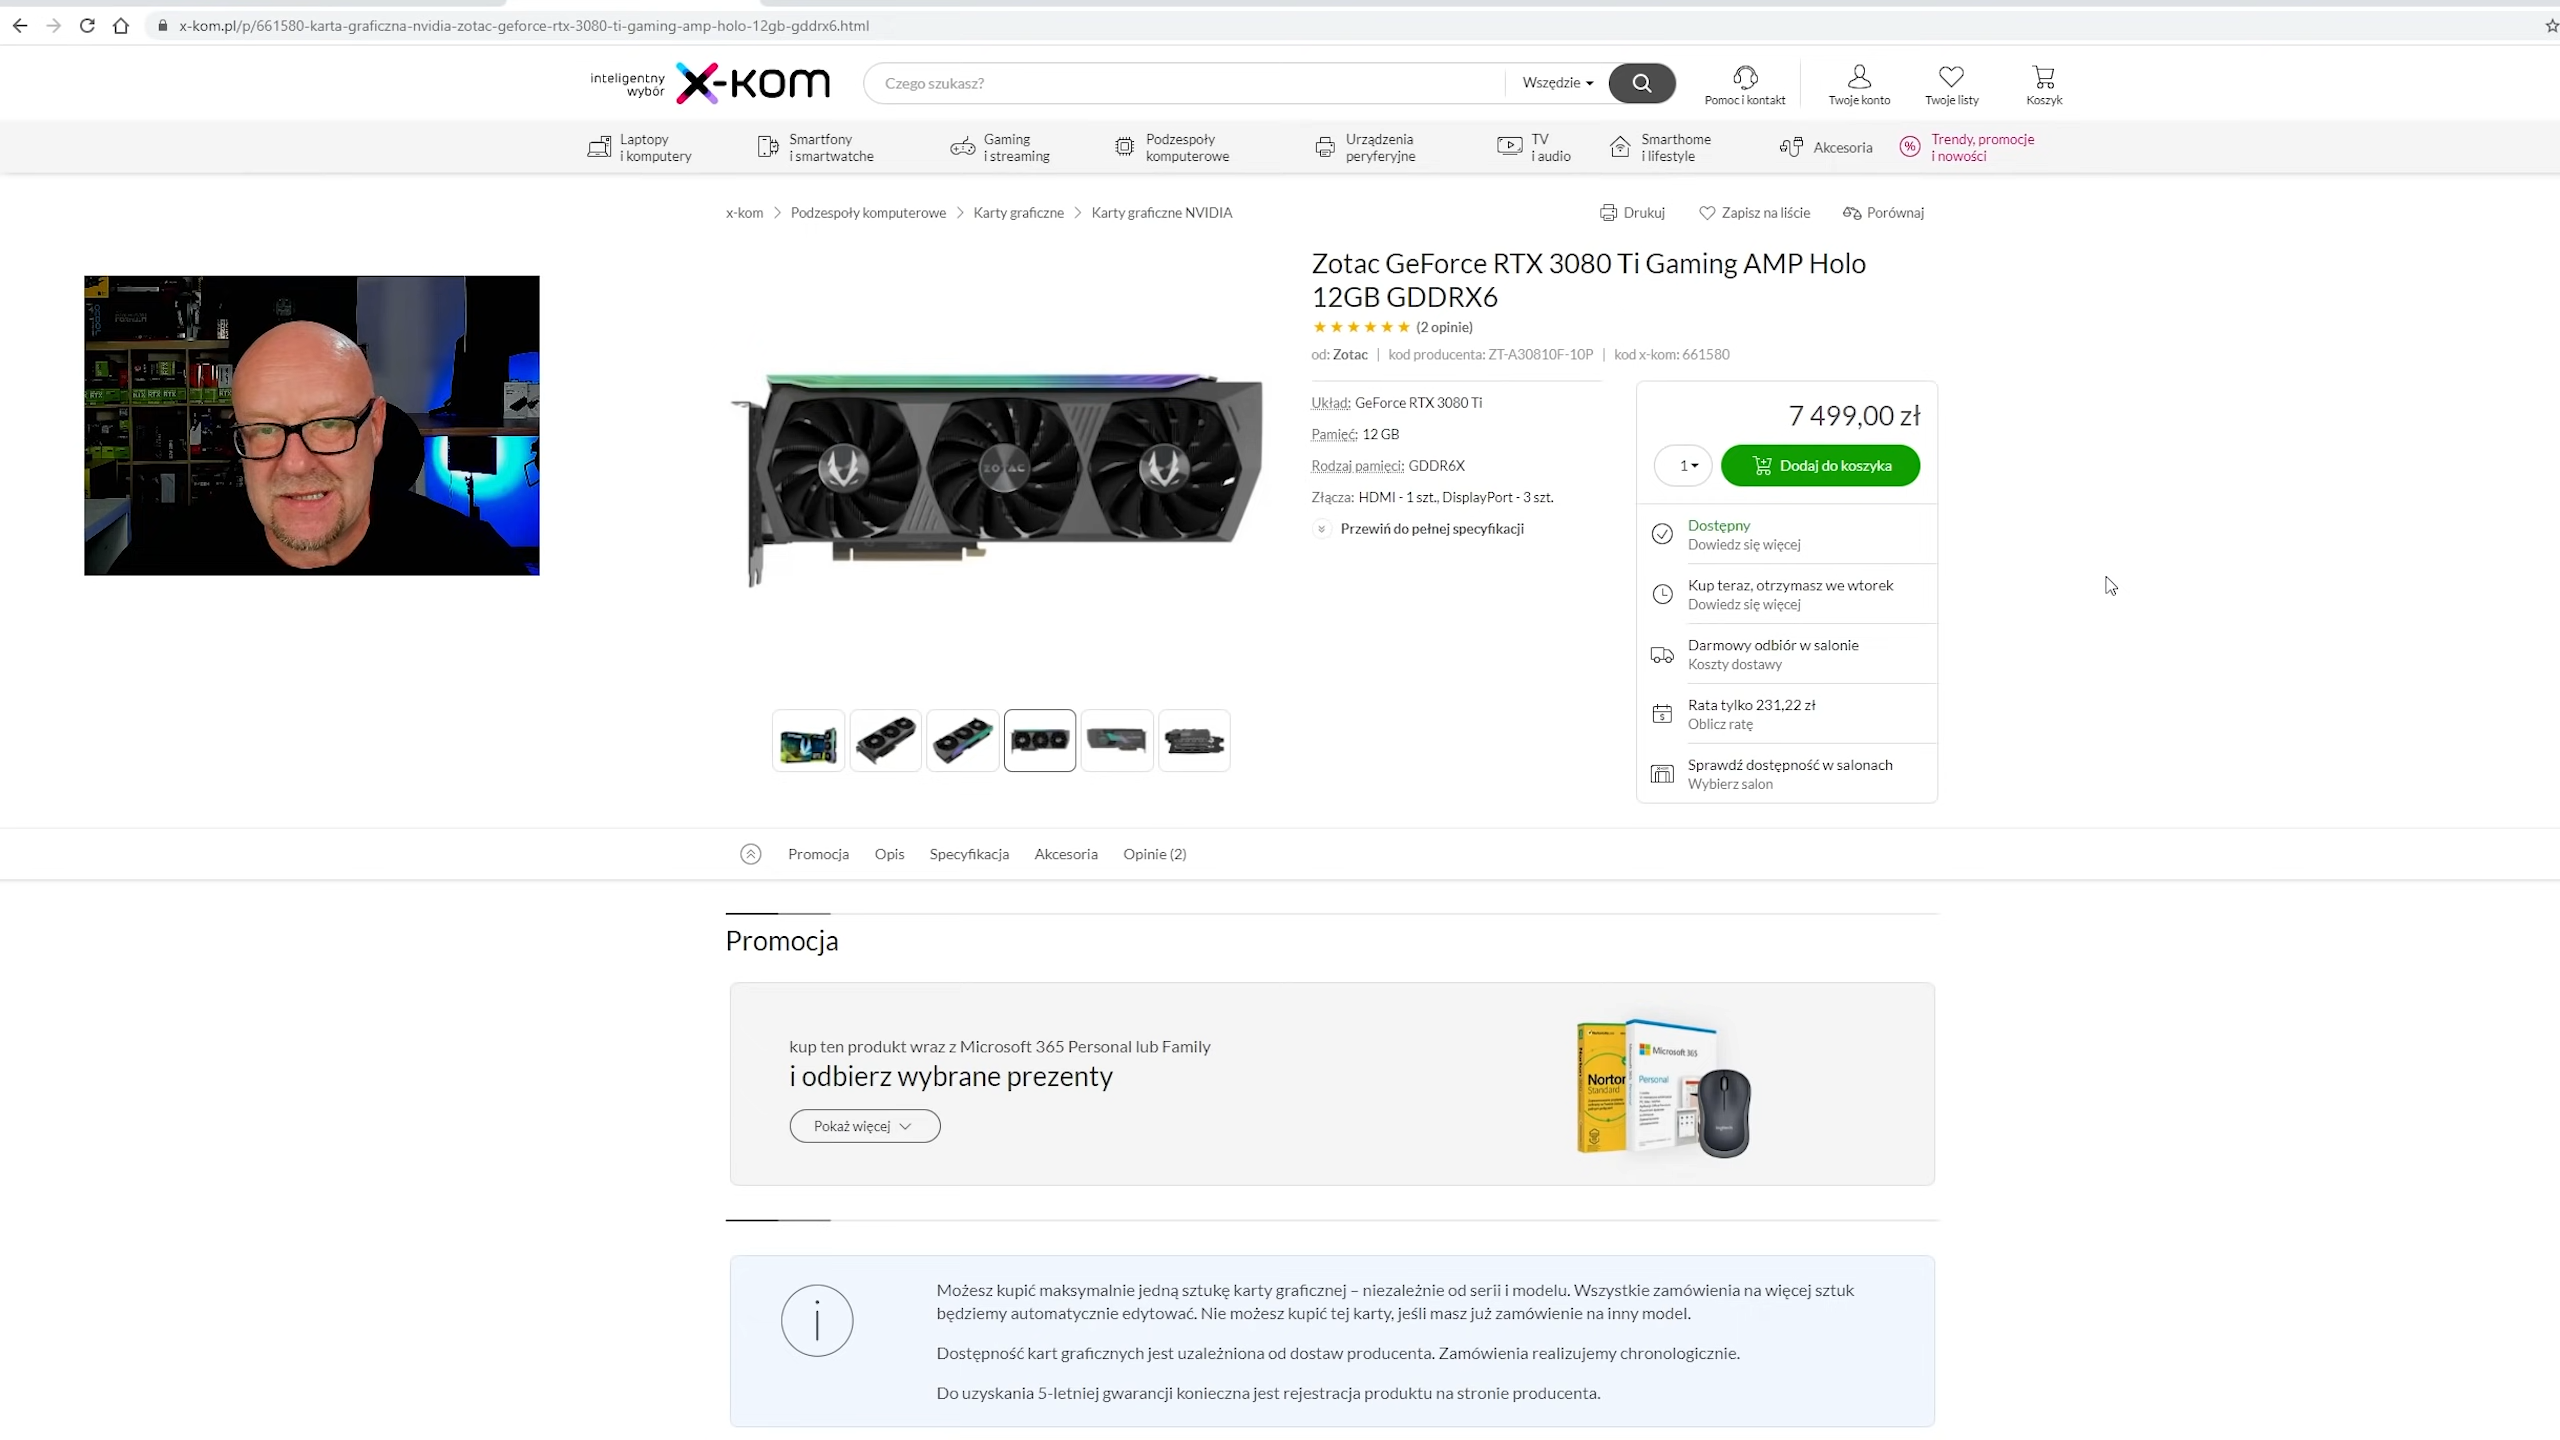 x-kom.pl/p/661580-karta-graficzna-nvidia-zotac-geforce-rtx-3080-ti-gaming-amp-holo-12gb-gddrx6.html
inteligentny
wybór
x-kom
Czego szukasz?
Wszędzie
Pomoc i kontakt
Twoje konto
Twoje listy
Koszyk
Laptopy
i komputery
Smartfony
i smartwatche
Gaming
i streaming
Podzespoły
komputerowe
Urządzenia
peryferyjne
TV
i audio
Smarthome
i lifestyle
Akcesoria
Trendy, promocje
i nowości
x-kom > Podzespoły komputerowe > Karty graficzne > Karty graficzne NVIDIA
Drukuj
Zapisz na liście
Porównaj
Zotac GeForce RTX 3080 Ti Gaming AMP Holo
12GB GDDRX6
(2 opinie)
od: Zotac | kod producenta: ZT-A30810F-10P | kod x-kom: 661580
Układ: GeForce RTX 3080 Ti
Pamięć: 12 GB
Rodzaj pamięci: GDDR6X
Złącza: HDMI - 1 szt., DisplayPort - 3 szt.
Przewiń do pełnej specyfikacji
ZOTAC
7 499,00 zł
1
Dodaj do koszyka
Dostępny
Dowiedz się więcej
Kup teraz, otrzymasz we wtorek
Dowiedz się więcej
Darmowy odbiór w salonie
Koszty dostawy
Rata tylko 231,22 zł
Oblicz ratę
Sprawdź dostępność w salonach
Wybierz salon
Promocja
Opis
Specyfikacja
Akcesoria
Opinie (2)
Promocja
kup ten produkt wraz z Microsoft 365 Personal lub Family
i odbierz wybrane prezenty
Pokaż więcej
Norton
Standard
Microsoft 365
Personal
Możesz kupić maksymalnie jedną sztukę karty graficznej – niezależnie od serii i modelu. Wszystkie zamówienia na więcej sztuk
będziemy automatycznie edytować. Nie możesz kupić tej karty, jeśli masz już zamówienie na inny model.
Dostępność kart graficznych jest uzależniona od dostaw producenta. Zamówienia realizujemy chronologicznie.
Do uzyskania 5-letniej gwarancji konieczna jest rejestracja produktu na stronie producenta.